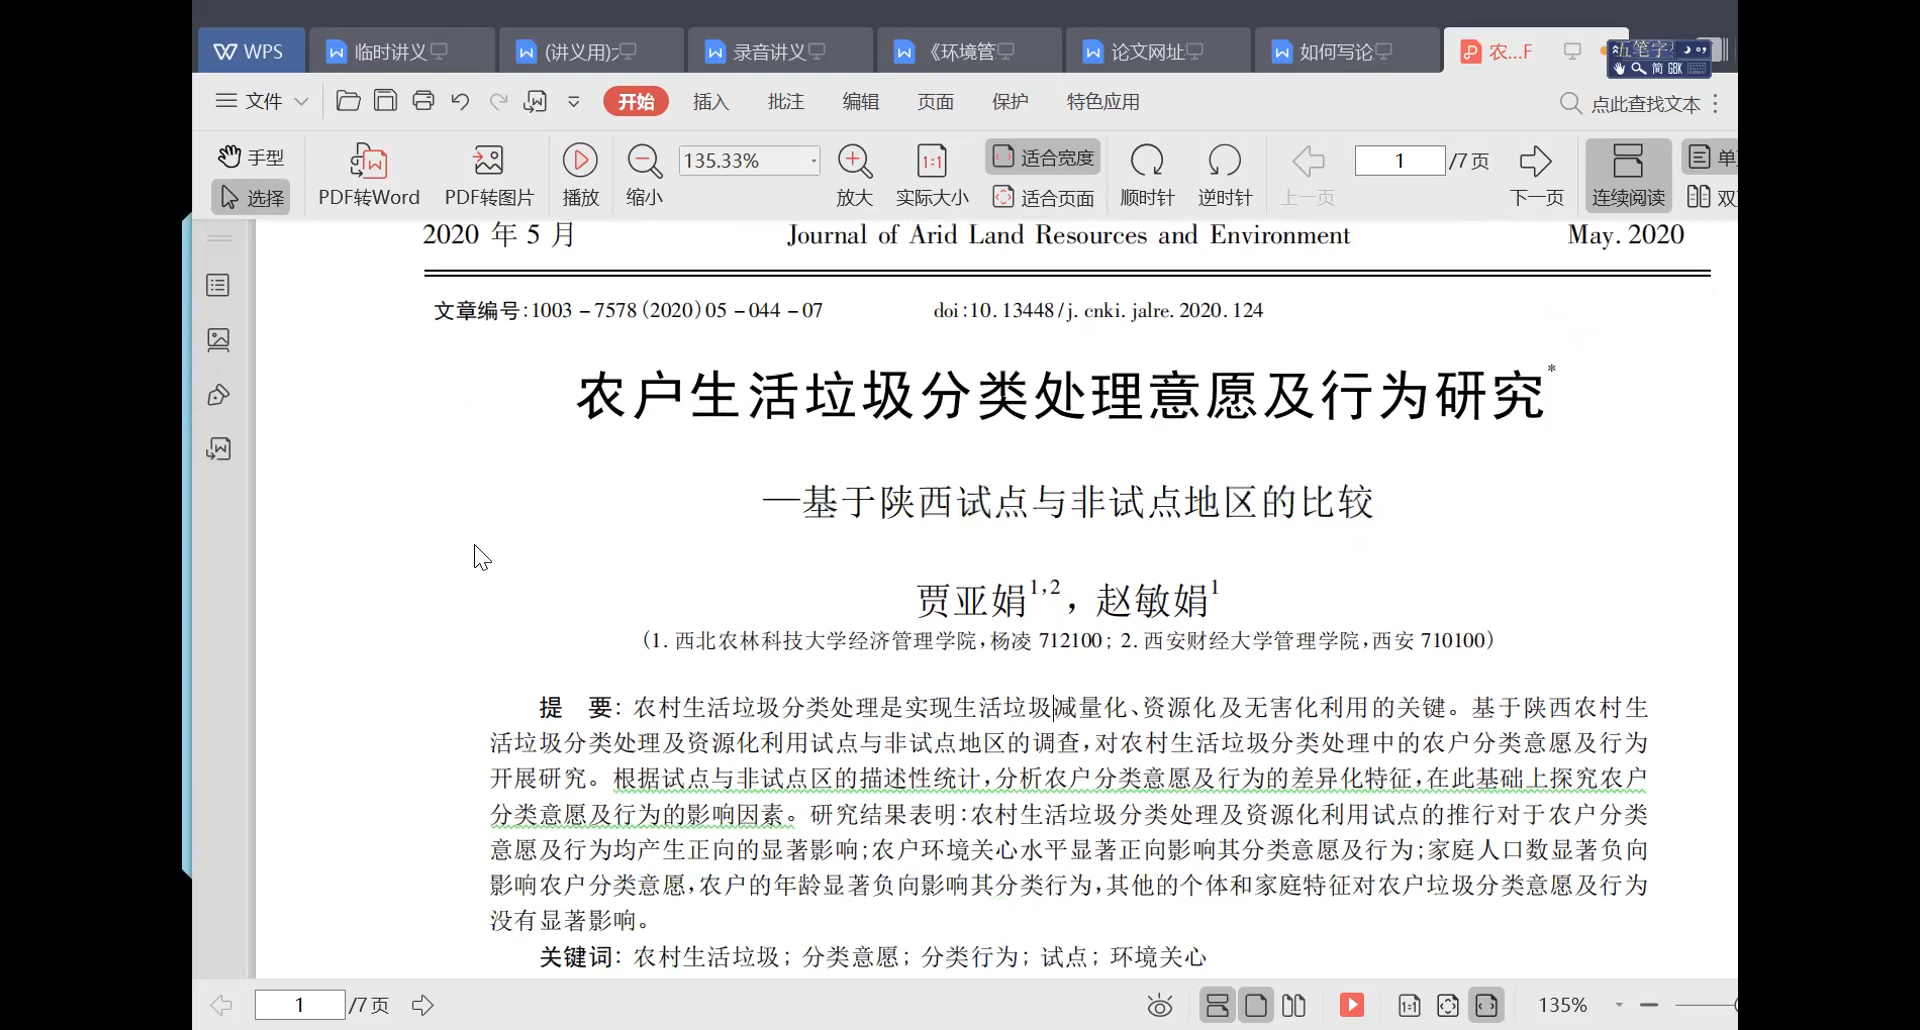 WPS 临时讲义 (讲义用) 录音讲义 《环境管 论文网址 如何写论 农...F 五笔字
简 GBK
文件 开始 插入 批注 编辑 页面 保护 特色应用 点此查找文本
手型 135.33% 适合宽度 1 /7页
选择 PDF转Word PDF转图片 播放 缩小 放大 实际大小 适合页面 顺时针 逆时针 上一页 下一页 连续阅读
2020 年 5 月 Journal of Arid Land Resources and Environment May. 2020
文章编号:1003-7578(2020)05-044-07 doi:10.13448/j.cnki.jalre.2020.124
农户生活垃圾分类处理意愿及行为研究*
—基于陕西试点与非试点地区的比较
贾亚娟1,2,赵敏娟1
(1. 西北农林科技大学经济管理学院,杨凌 712100; 2. 西安财经大学管理学院,西安 710100)
提 要: 农村生活垃圾分类处理是实现生活垃圾减量化、资源化及无害化利用的关键。基于陕西农村生
活垃圾分类处理及资源化利用试点与非试点地区的调查,对农村生活垃圾分类处理中的农户分类意愿及行为
开展研究。根据试点与非试点区的描述性统计,分析农户分类意愿及行为的差异化特征,在此基础上探究农户
分类意愿及行为的影响因素。研究结果表明:农村生活垃圾分类处理及资源化利用试点的推行对于农户分类
意愿及行为均产生正向的显著影响;农户环境关心水平显著正向影响其分类意愿及行为;家庭人口数显著负向
影响农户分类意愿,农户的年龄显著负向影响其分类行为,其他的个体和家庭特征对农户垃圾分类意愿及行为
没有显著影响。
关键词: 农村生活垃圾; 分类意愿; 分类行为; 试点; 环境关心
1 /7页 135%